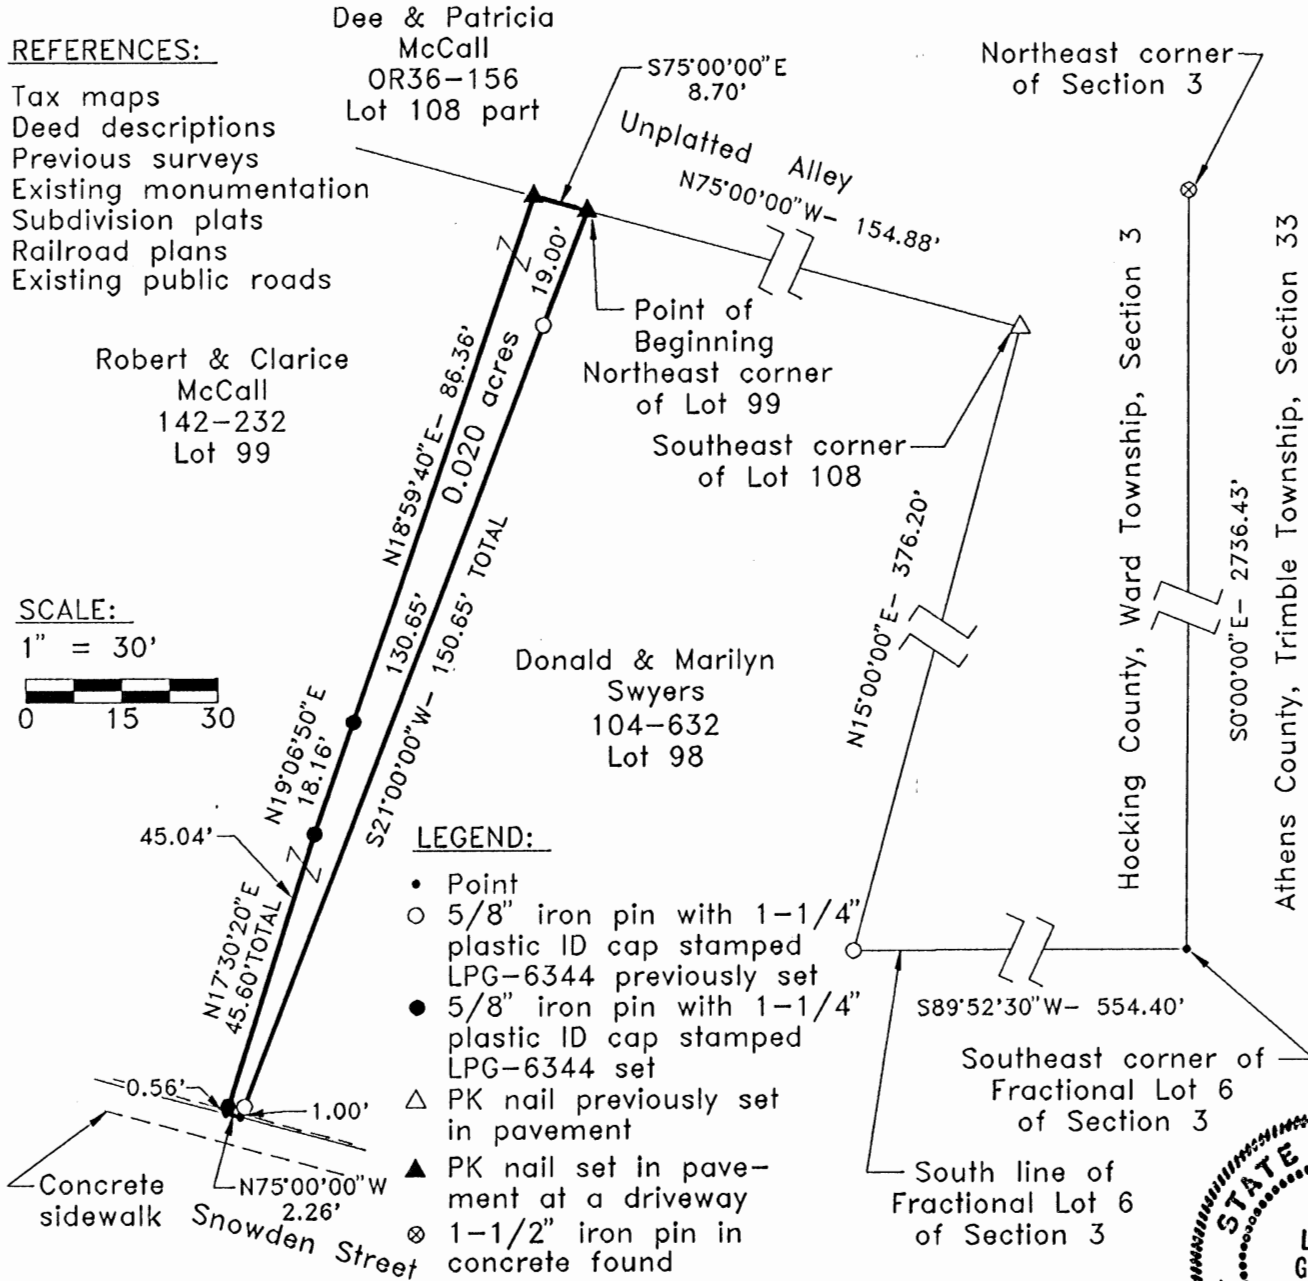 REFERENCES:
Tax maps
Deed descriptions
Previous surveys
Existing monumentation
Subdivision plats
Railroad plans
Existing public roads
Dee & Patricia
McCall
OR36-156
Lot 108 part
S75°00'00"E
8.70'
Unplatted Alley
N75°00'00"W- 154.88'
Northeast corner
of Section 3
Robert & Clarice
McCall
142-232
Lot 99
19.00'
Point of
Beginning
Northeast corner
of Lot 99
Southeast corner
of Lot 108
N18°59'40"E- 86.36'
0.020 acres
130.65'
S21°00'00"W- 150.65' TOTAL
N15°00'00"E- 376.20'
Hocking County, Ward Township, Section 3
S0°00'00"E- 2736.43'
Athens County, Trimble Township, Section 33
SCALE:
1" = 30'
0 15 30
Donald & Marilyn
Swyers
104-632
Lot 98
N19°06'50"E
18.16'
45.04'
N17°30'20"E
45.60'TOTAL
0.56'
1.00'
N75°00'00"W
2.26'
Concrete
sidewalk
Snowden Street
LEGEND:
Point
5/8" iron pin with 1-1/4"
plastic ID cap stamped
LPG-6344 previously set
5/8" iron pin with 1-1/4"
plastic ID cap stamped
LPG-6344 set
PK nail previously set
in pavement
PK nail set in pave-
ment at a driveway
1-1/2" iron pin in
concrete found
S89°52'30"W- 554.40'
Southeast corner of
Fractional Lot 6
of Section 3
South line of
Fractional Lot 6
of Section 3
STATE
L
G